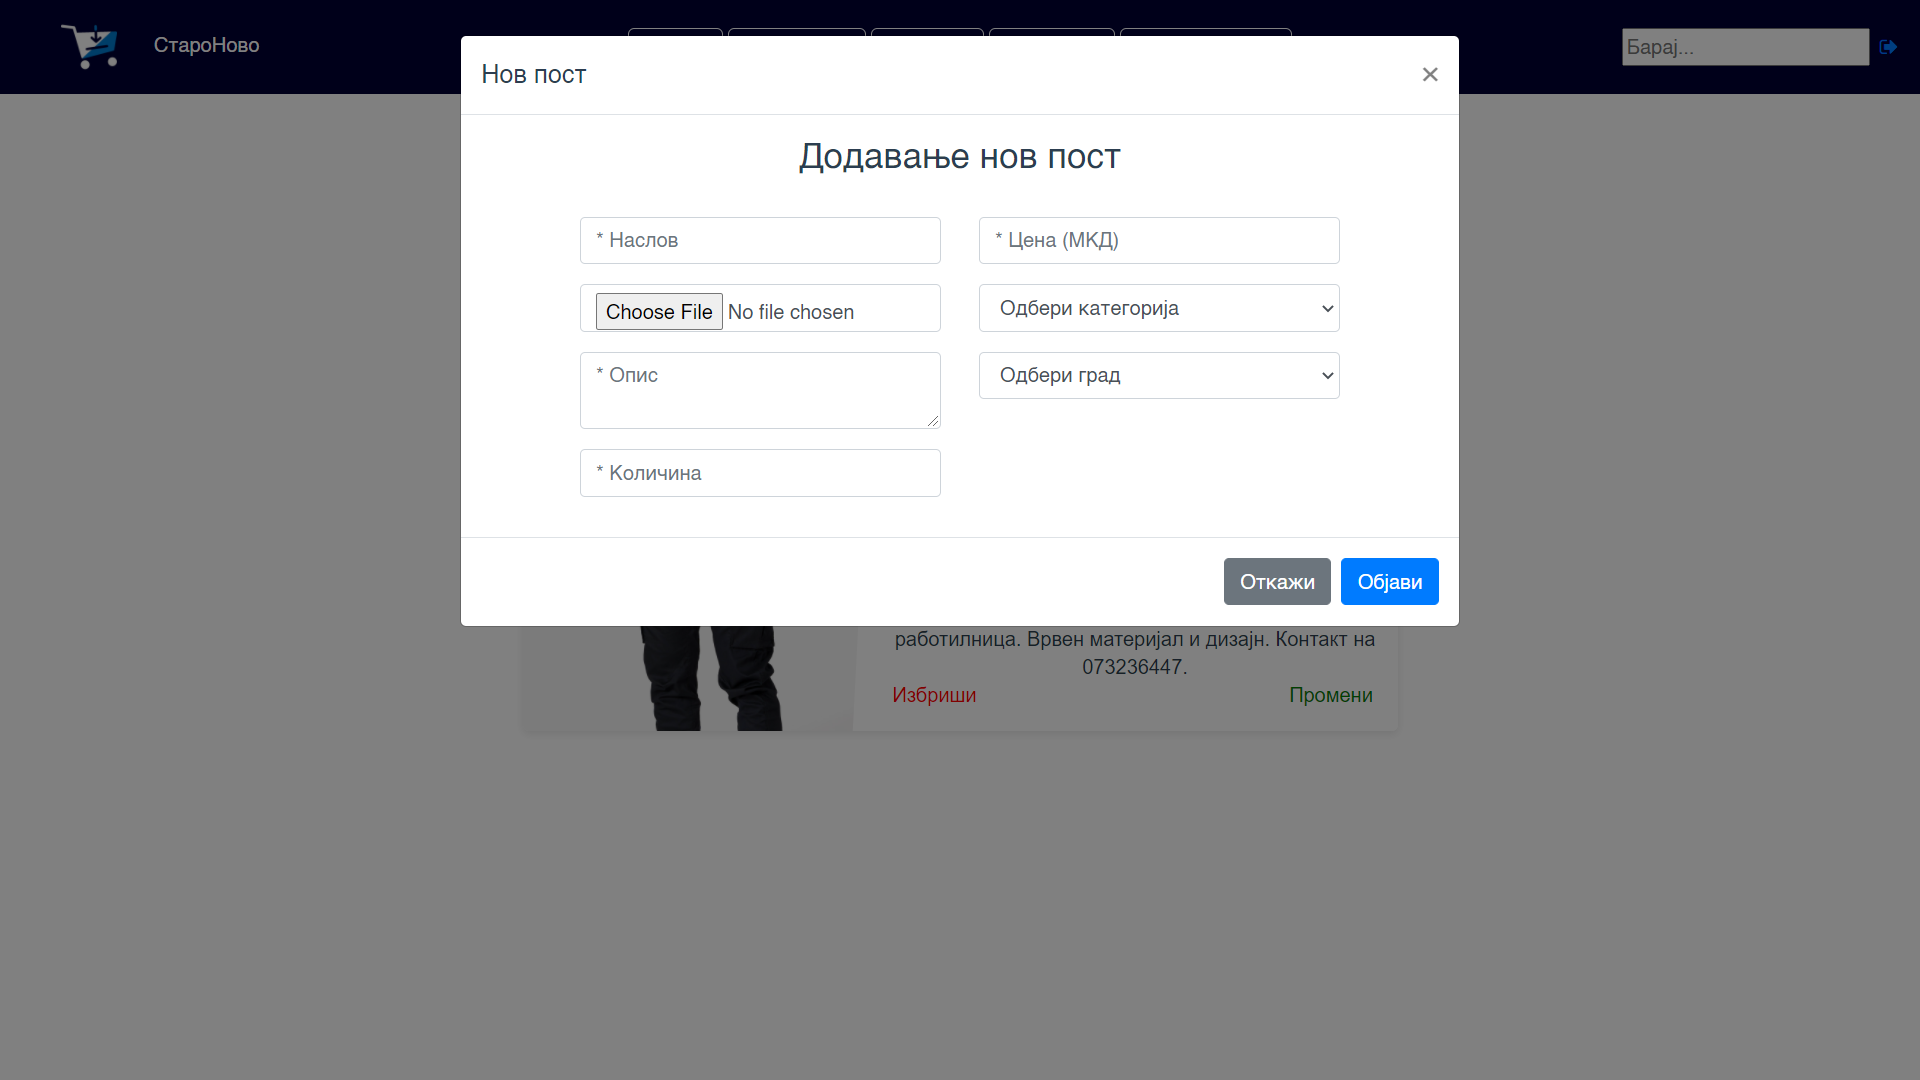 СтароНово
Барај...
Нов пост
×
Додавање нов пост
* Наслов
* Цена (МКД)
Choose File No file chosen
Одбери категорија
* Опис
Одбери град
* Количина
Откажи
Објави
работилница. Врвен материјал и дизајн. Контакт на
073236447.
Избриши
Промени